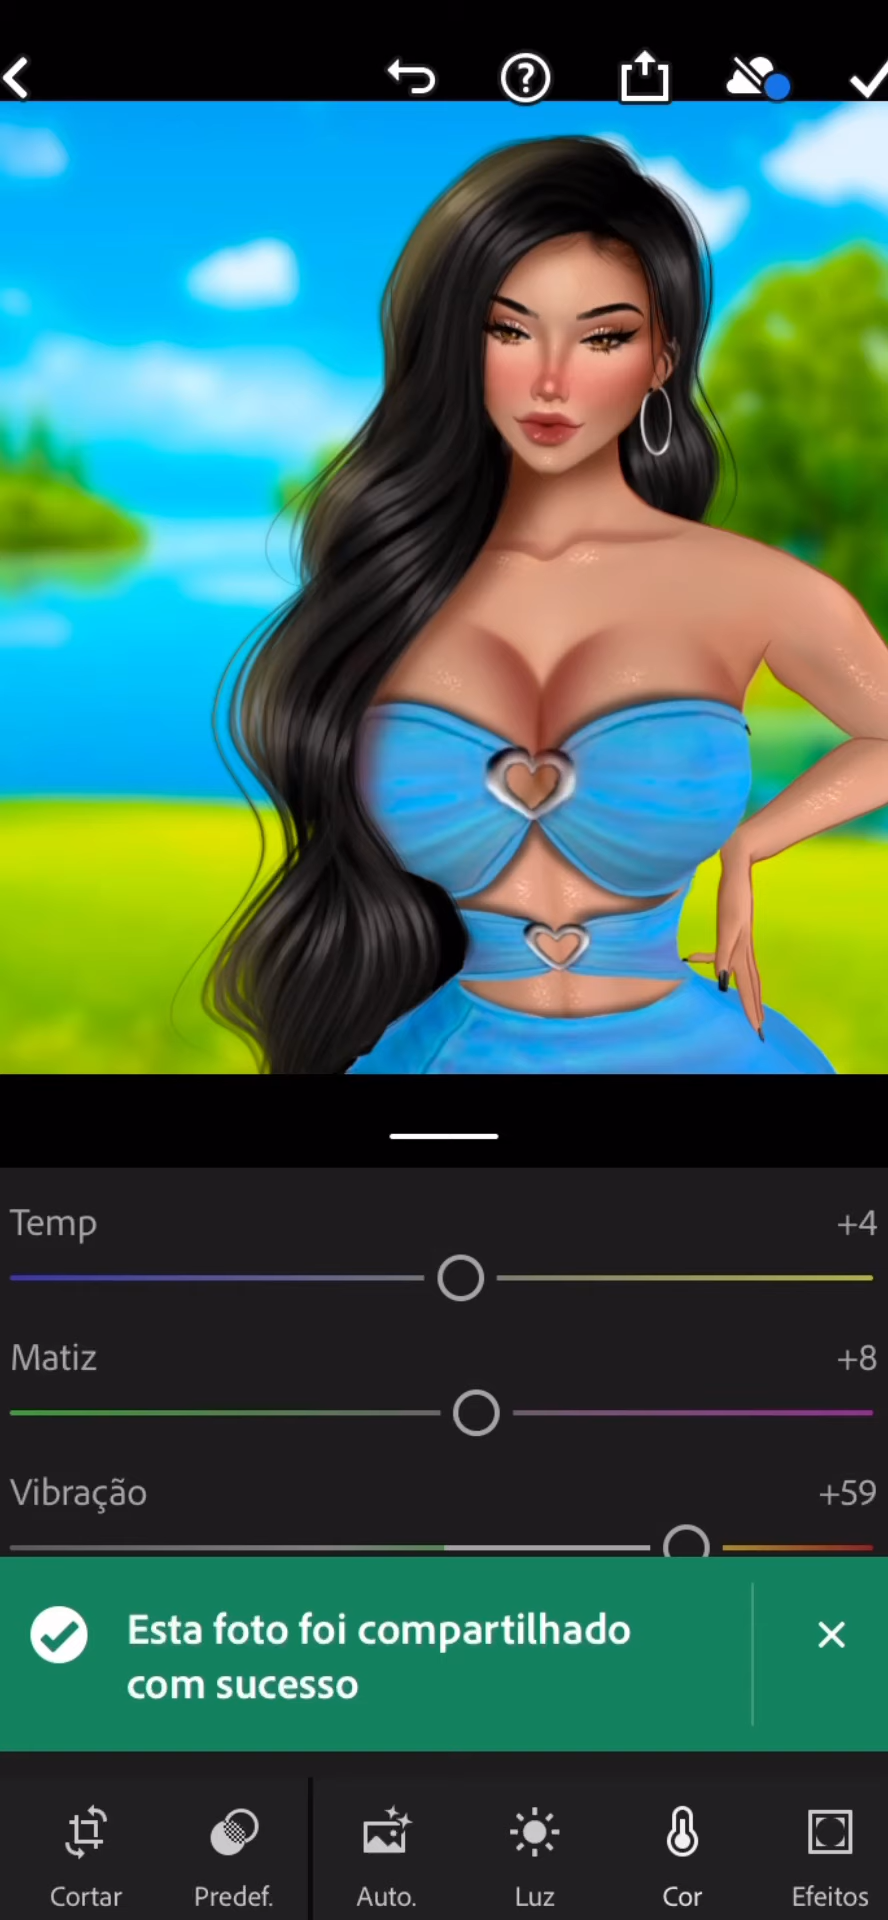 Temp +4
Matiz +8
Vibração +59
Esta foto foi compartilhado
com sucesso
Cortar Predef. Auto. Luz Cor Efeitos